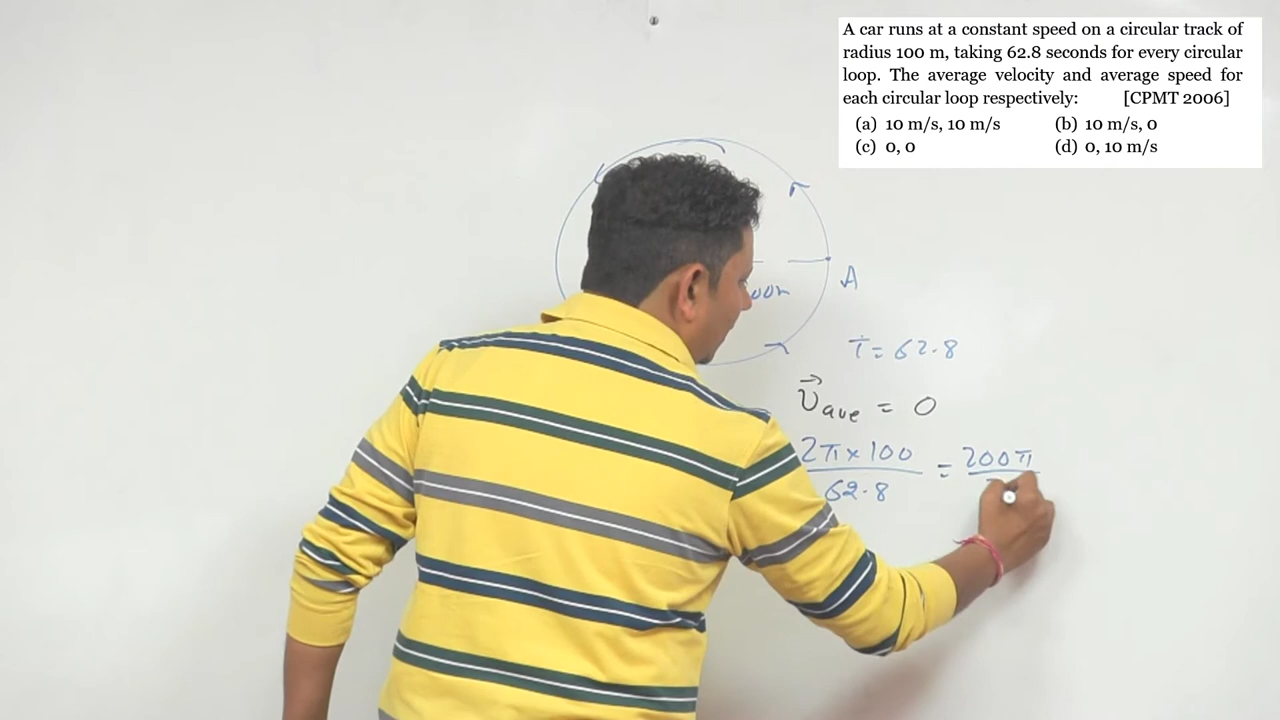 A car runs at a constant speed on a circular track of
radius 100 m, taking 62.8 seconds for every circular
loop. The average velocity and average speed for
each circular loop respectively: [CPMT 2006]
(a) 10 m/s, 10 m/s (b) 10 m/s, 0
(c) 0, 0 (d) 0, 10 m/s
A
T = 62.8
v⃗ave = 0
2π×100 / 62.8 = 200π